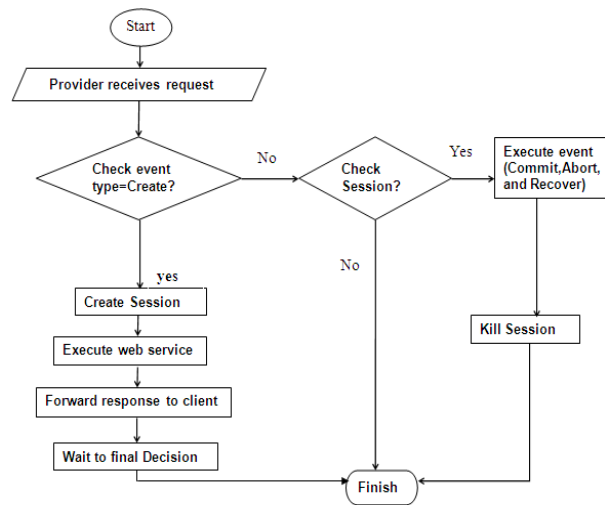 Start
Provider receives request
Check event
type=Create?
No
Check
Session?
Yes
Execute event
(Commit,Abort,
and Recover)
yes
No
Create Session
Execute web service
Forward response to client
Wait to final Decision
Kill Session
Finish